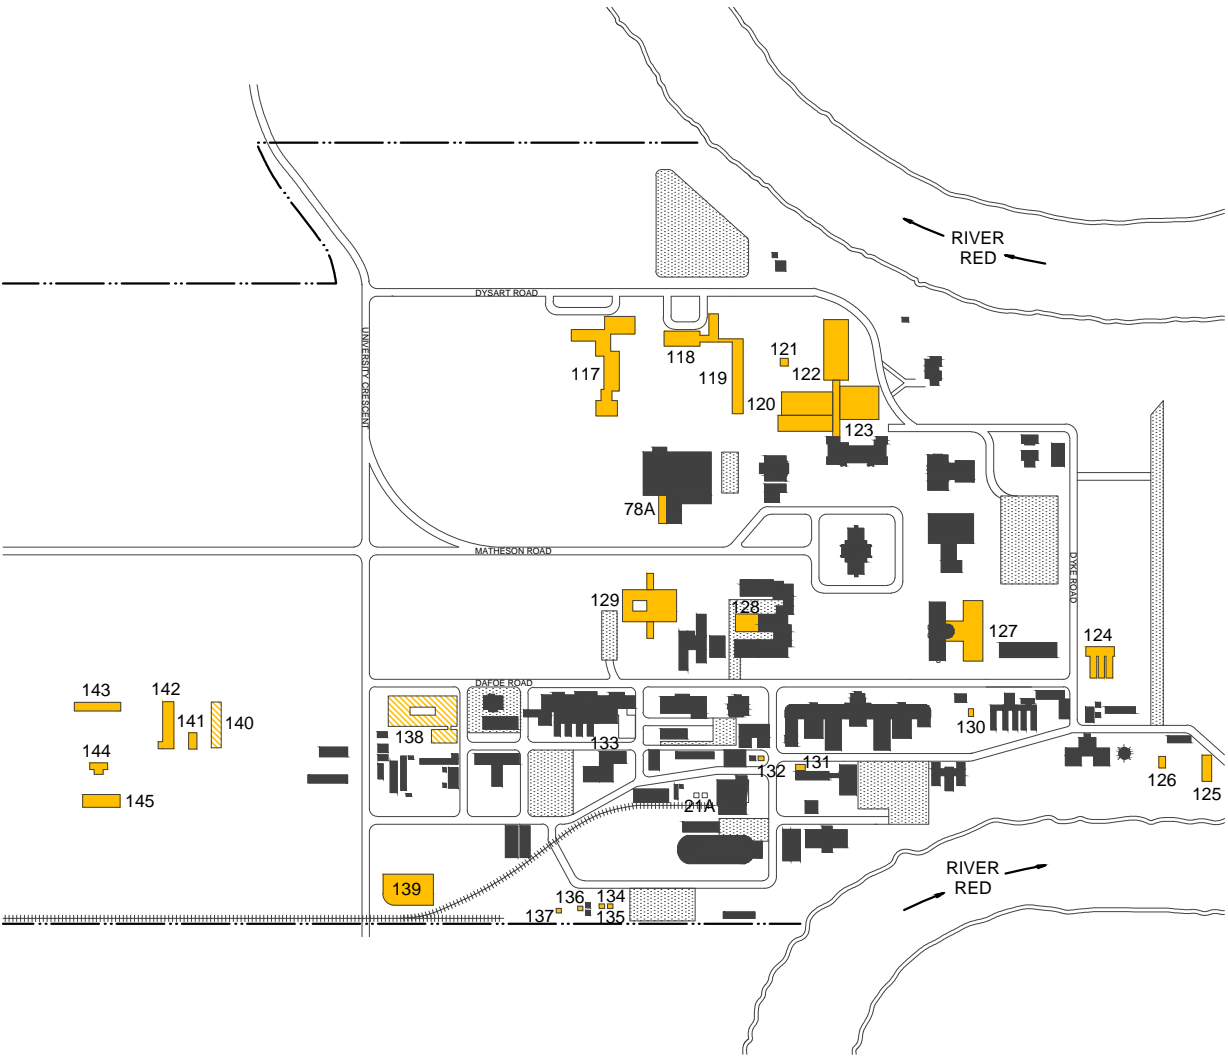 RIVER
RED
DYSART ROAD
UNIVERSITY CRESCENT
117
118
119
121
122
120
123
78A
MATHESON ROAD
DYKE ROAD
129
128
127
124
DAFOE ROAD
143
142
141
140
138
133
130
144
132
131
126
145
21A
125
139
136
134
137
135
RIVER
RED